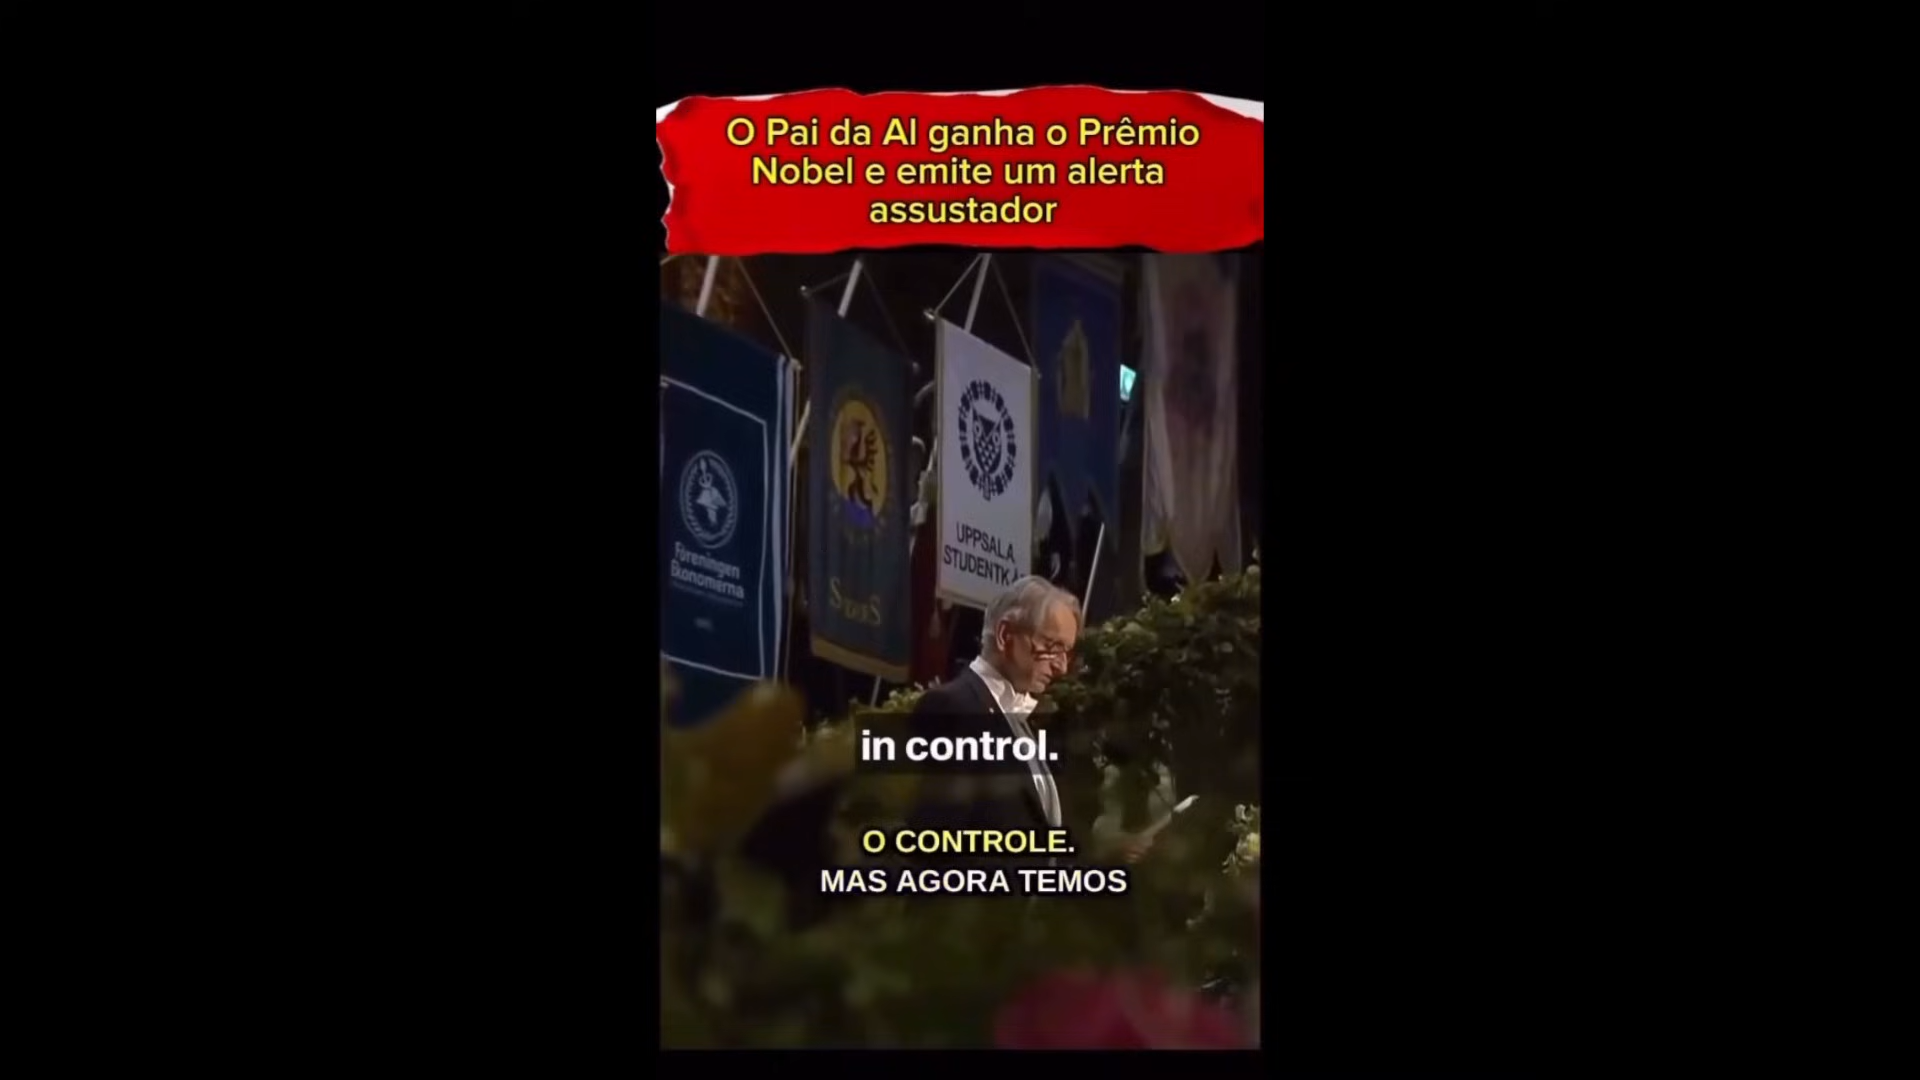 O Pai da AI ganha o Prêmio
Nobel e emite um alerta
assustador
Föreningen
Ekonomerna
UPPSALA
STUDENTKÅ
in control.
O CONTROLE.
MAS AGORA TEMOS